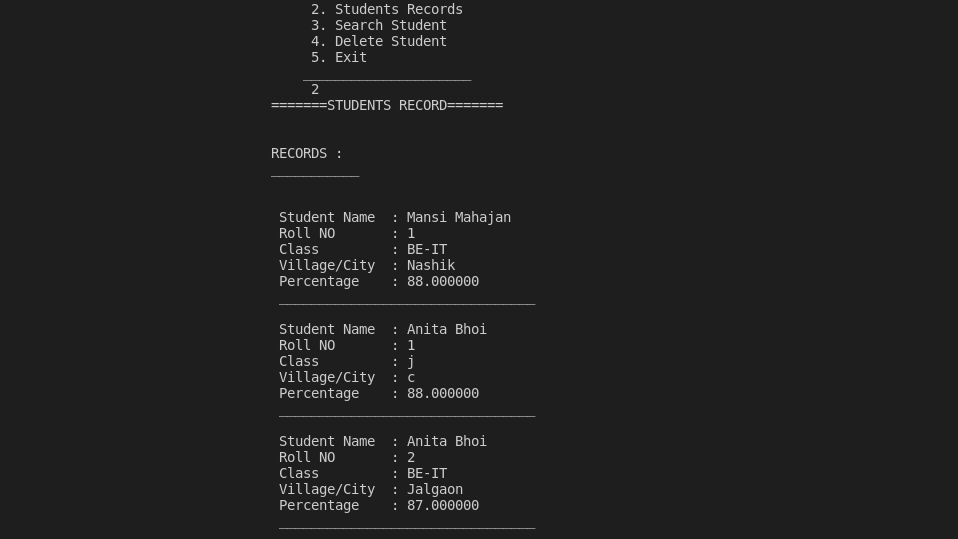 2. Students Records
3. Search Student
4. Delete Student
5. Exit
_____________________
2
=======STUDENTS RECORD=======
RECORDS :
___________
Student Name  : Mansi Mahajan
Roll NO       : 1
Class         : BE-IT
Village/City  : Nashik
Percentage    : 88.000000
________________________________
Student Name  : Anita Bhoi
Roll NO       : 1
Class         : j
Village/City  : c
Percentage    : 88.000000
________________________________
Student Name  : Anita Bhoi
Roll NO       : 2
Class         : BE-IT
Village/City  : Jalgaon
Percentage    : 87.000000
________________________________